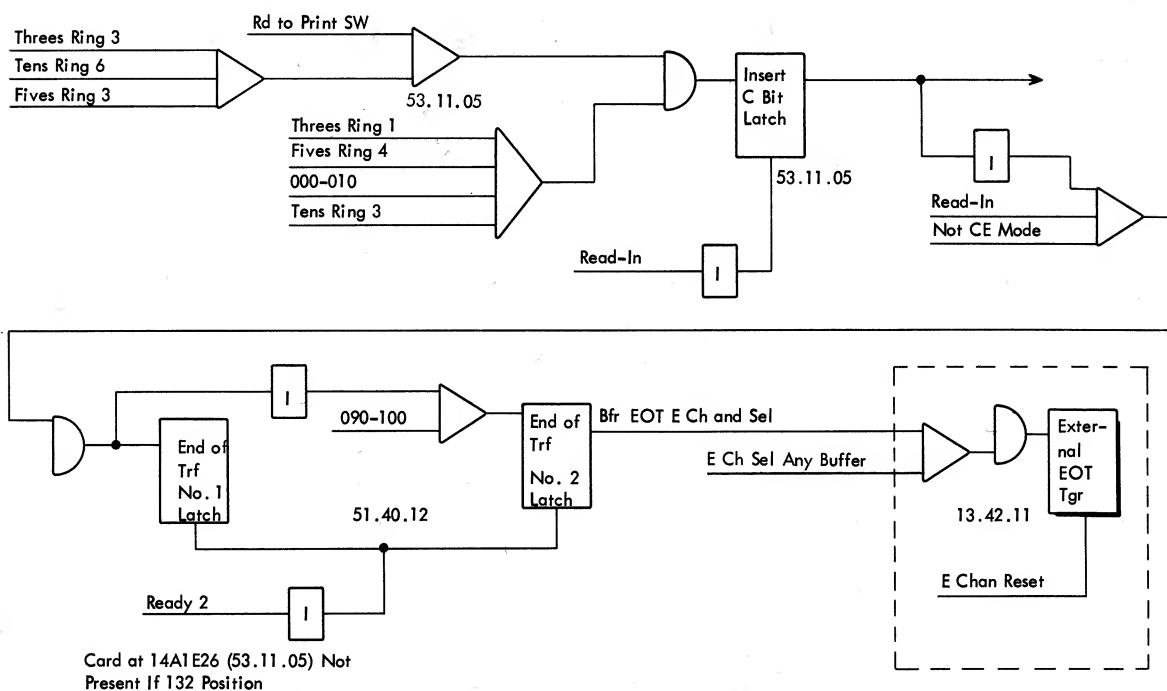 Rd to Print SW
Threes Ring 3
Tens Ring 6
Fives Ring 3
53.11.05
Threes Ring 1
Fives Ring 4
000-010
Tens Ring 3
Insert
C Bit
Latch
53.11.05
Read-In
I
I
Read-In
Not CE Mode
I
090-100
End of
Trf
No. 1
Latch
51.40.12
End of
Trf
No. 2
Latch
Bfr EOT E Ch and Sel
E Ch Sel Any Buffer
13.42.11
Exter-
nal
EOT
Tgr
E Chan Reset
Ready 2
I
Card at 14A1E26 (53.11.05) Not
Present If 132 Position